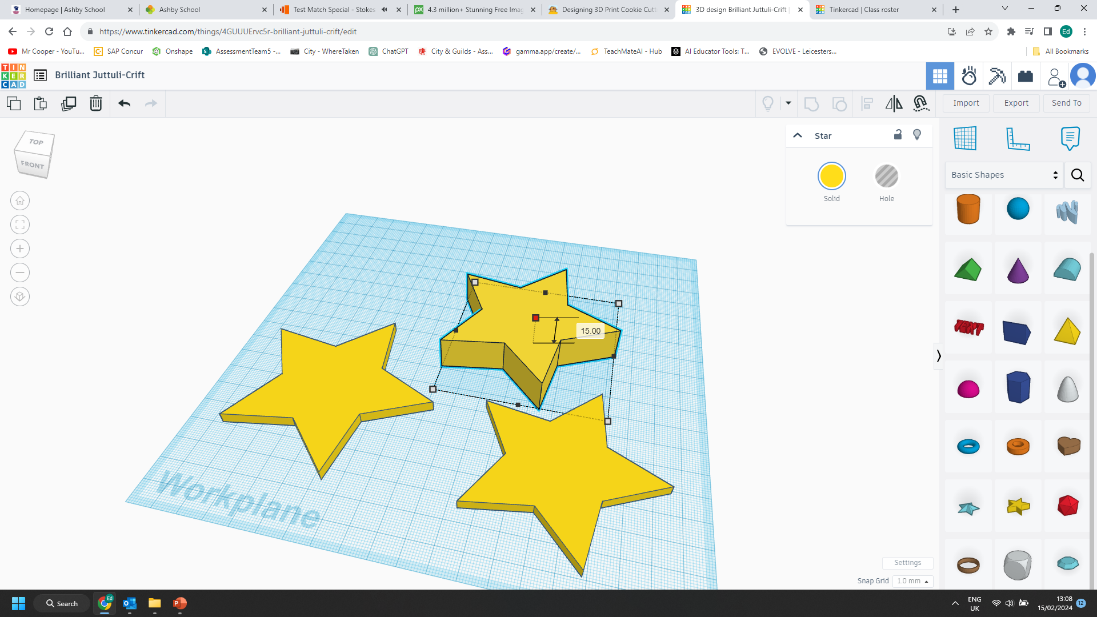 Homepage | Ashby School
Ashby School
Test Match Special - Stokes
4.3 million+ Stunning Free Imag
Designing 3D Print Cookie Cutt
3D design Brilliant Juttuli-Crift |
Tinkercad | Class roster
https://www.tinkercad.com/things/4GUUUErvc5r-brilliant-juttuli-crift/edit
Ed
Mr Cooper - YouTu...
SAP Concur
Onshape
AssessmentTeam5 -...
City - WhereTaken
ChatGPT
City & Guilds - Ass...
gamma.app/create/...
TeachMateAi - Hub
AI Educator Tools: T...
EVOLVE - Leicesters...
All Bookmarks
TIN
KER
CAD
Brilliant Juttuli-Crift
Import
Export
Send To
TOP
FRONT
Star
Solid
Hole
Basic Shapes
15.00
Workplane
TEXT
Settings
Snap Grid
1.0 mm
Search
ENG
UK
13:08
15/02/2024
12